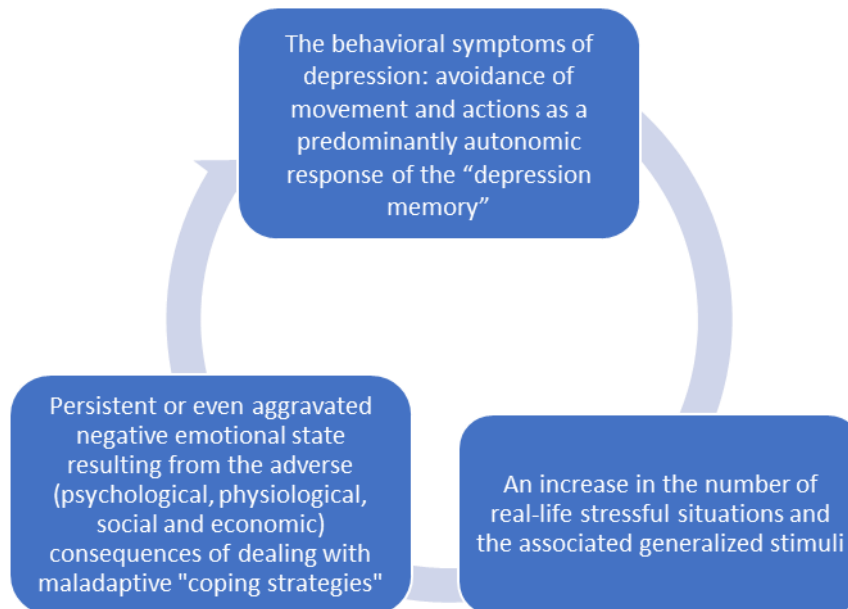 The behavioral symptoms of
depression: avoidance of
movement and actions as a
predominantly autonomic
response of the “depression
memory”
Persistent or even aggravated
negative emotional state
resulting from the adverse
(psychological, physiological,
social and economic)
consequences of dealing with
maladaptive "coping strategies"
An increase in the number of
real-life stressful situations and
the associated generalized stimuli